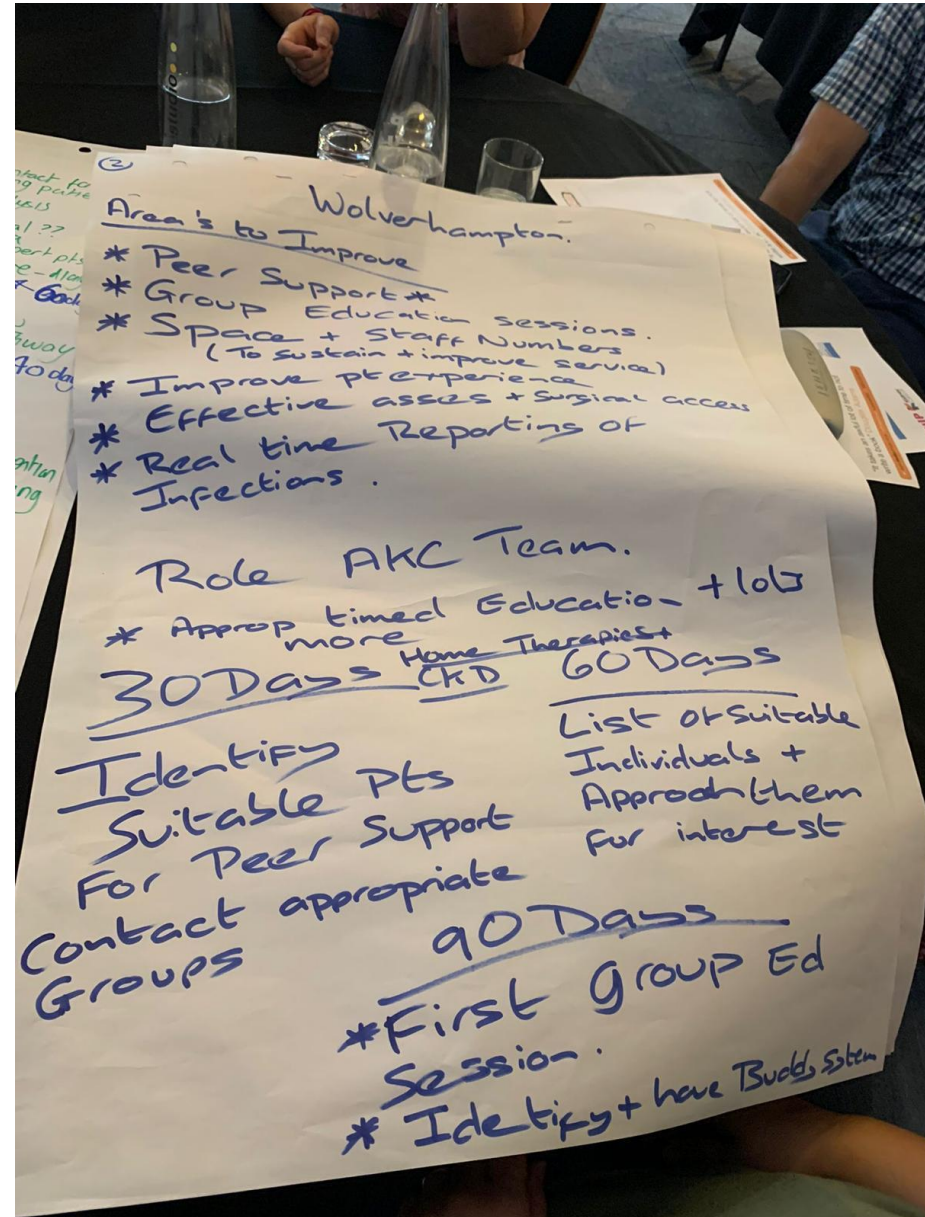 studio
(2)
Wolverhampton.
Area's to Improve
* Peer Support *
* Group Education sessions.
* Space + Staff Numbers
(To sustain + improve service)
* Improve pt experience
* Effective asses + surgical access
* Real time Reporting of
Infections.
Role AKC Team.
* Approp timed Education + lots
more
30 Days
Home Therapies +
CKD
60 Days
Identify
Suitable Pts
For Peer Support
Contact appropriate
Groups
List of Suitable
Individuals +
Approach them
for interest
90 Days
* First group Ed
Session.
* Identify + have Buddy System